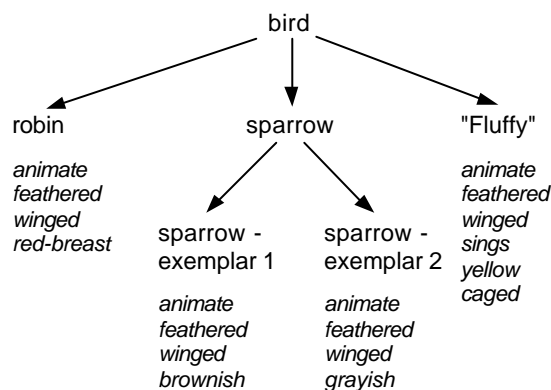 bird
robin
animate
feathered
winged
red-breast
sparrow
sparrow -
exemplar 1
animate
feathered
winged
brownish
sparrow -
exemplar 2
animate
feathered
winged
grayish
"Fluffy"
animate
feathered
winged
sings
yellow
caged